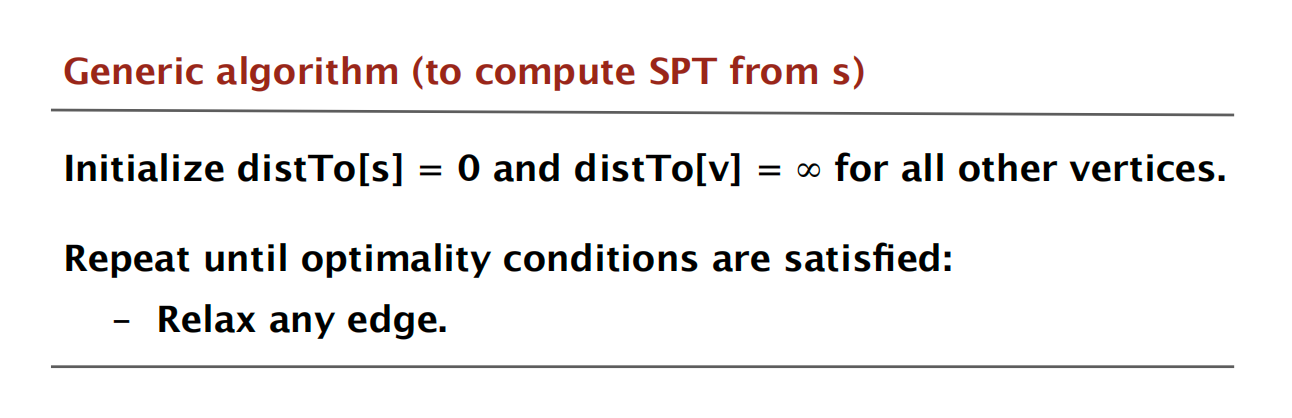 Generic algorithm (to compute SPT from s)
Initialize distTo[s] = 0 and distTo[v] = ∞ for all other vertices.
Repeat until optimality conditions are satisfied:
– Relax any edge.